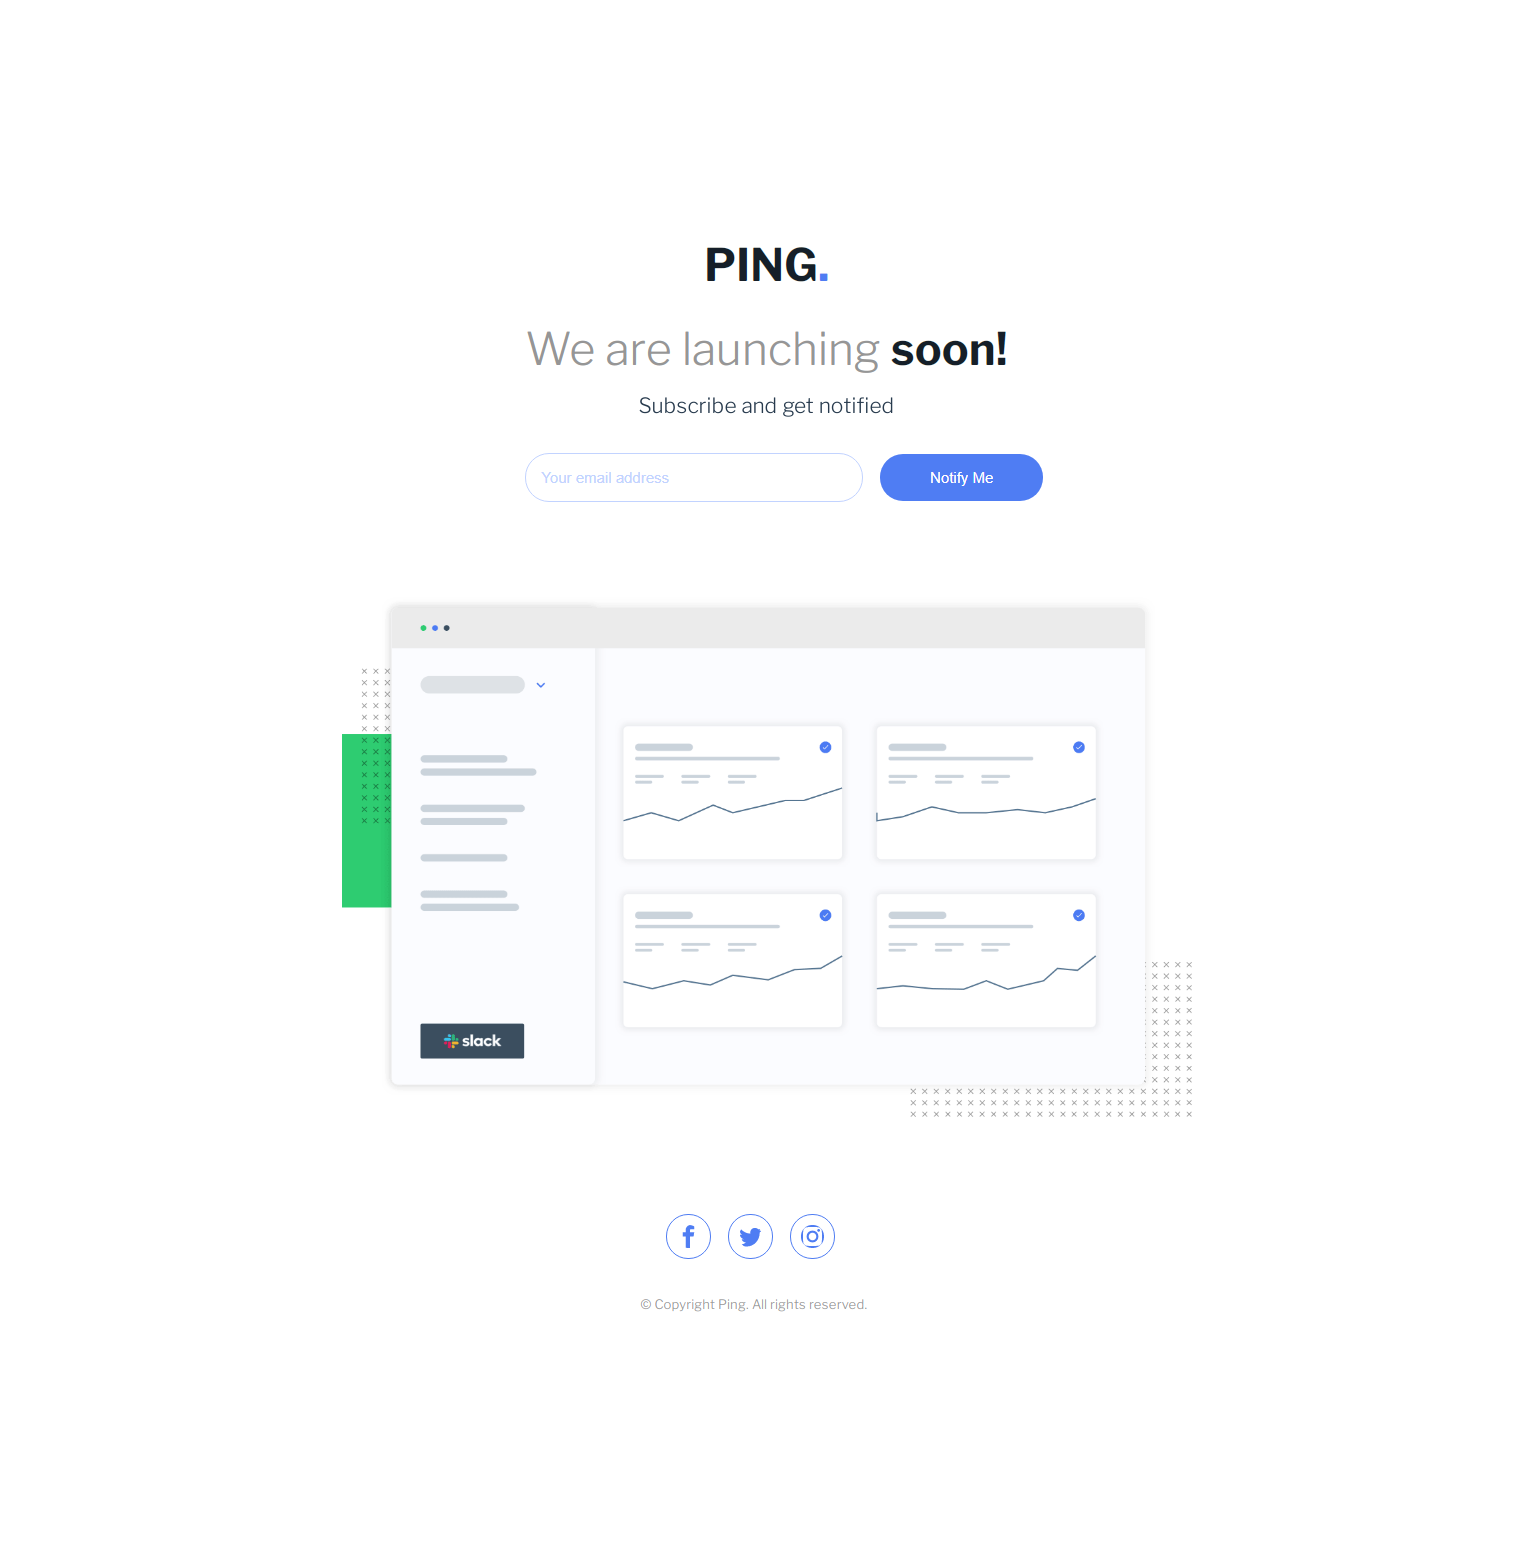 PING.
We are launching soon!
Subscribe and get notified
Your email address
Notify Me
slack
© Copyright Ping. All rights reserved.